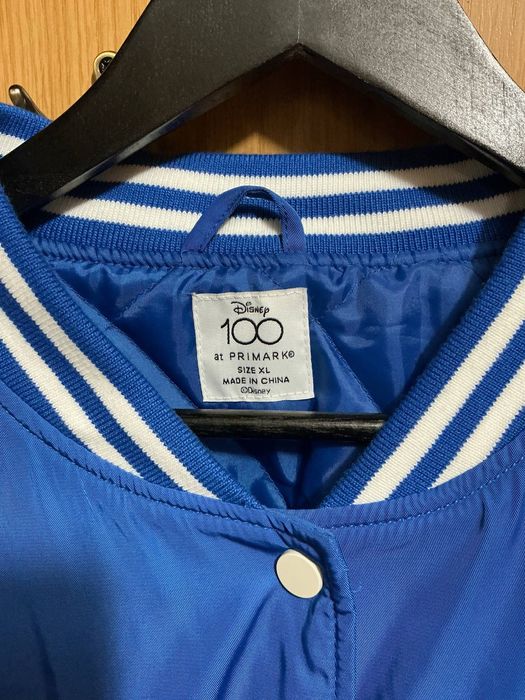 Disney
100
at PRIMARK®
SIZE XL
MADE IN CHINA
©Disney